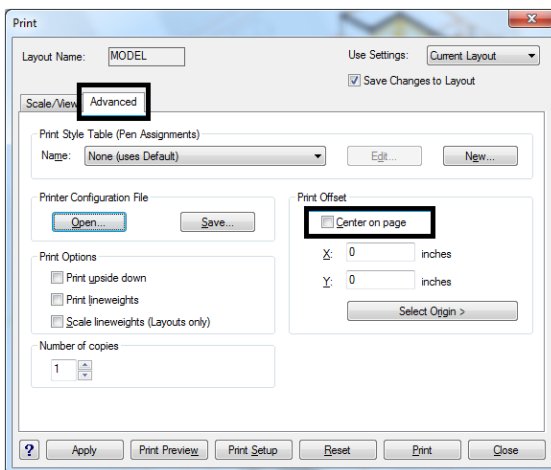 Print
Layout Name: MODEL Use Settings: Current Layout
Save Changes to Layout
Scale/View Advanced
Print Style Table (Pen Assignments)
Name: None (uses Default) Edit... New...
Printer Configuration File Print Offset
Open... Save... Center on page
X: 0 inches
Print Options
Print upside down
Y: 0 inches
Print lineweights
Select Origin >
Scale lineweights (Layouts only)
Number of copies
1
? Apply Print Preview Print Setup Reset Print Close